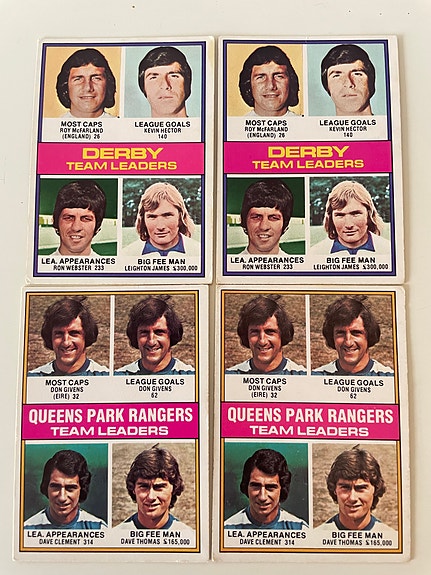 MOST CAPS
ROY McFARLAND
(ENGLAND) 26
LEAGUE GOALS
KEVIN HECTOR
140
DERBY
TEAM LEADERS
LEA. APPEARANCES
RON WEBSTER 233
BIG FEE MAN
LEIGHTON JAMES £300,000
MOST CAPS
ROY McFARLAND
(ENGLAND) 26
LEAGUE GOALS
KEVIN HECTOR
140
DERBY
TEAM LEADERS
LEA. APPEARANCES
RON WEBSTER 233
BIG FEE MAN
LEIGHTON JAMES £300,000
MOST CAPS
DON GIVENS
(EIRE) 32
LEAGUE GOALS
DON GIVENS
62
QUEENS PARK RANGERS
TEAM LEADERS
LEA. APPEARANCES
DAVE CLEMENT 314
BIG FEE MAN
DAVE THOMAS £165,000
MOST CAPS
DON GIVENS
(EIRE) 32
LEAGUE GOALS
DON GIVENS
62
QUEENS PARK RANGERS
TEAM LEADERS
LEA. APPEARANCES
DAVE CLEMENT 314
BIG FEE MAN
DAVE THOMAS £165,000